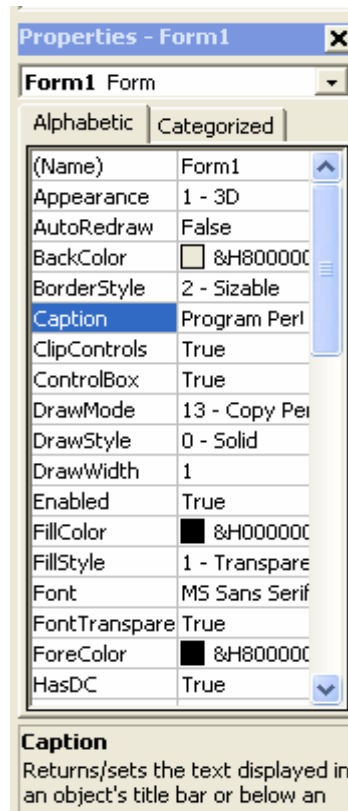 Properties - Form1
Form1 Form
Alphabetic Categorized
(Name) Form1
Appearance 1 - 3D
AutoRedraw False
BackColor &H800000
BorderStyle 2 - Sizable
Caption Program Per
ClipControls True
ControlBox True
DrawMode 13 - Copy Pe
DrawStyle 0 - Solid
DrawWidth 1
Enabled True
FillColor &H000000
FillStyle 1 - Transpare
Font MS Sans Serif
FontTranspare True
ForeColor &H800000
HasDC True
Caption
Returns/sets the text displayed in
an object's title bar or below an